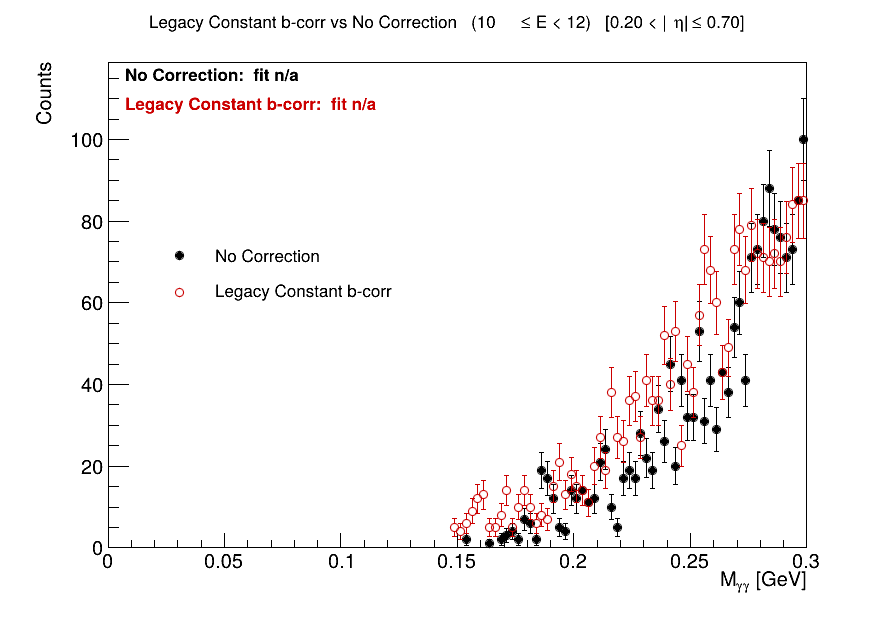 Legacy Constant b-corr vs No Correction (10 ≤ E < 12) [0.20 < | η| ≤ 0.70]
Counts
No Correction: fit n/a
Legacy Constant b-corr: fit n/a
100
80
60
40
20
0
No Correction
Legacy Constant b-corr
0 0.05 0.1 0.15 0.2 0.25 0.3
Mγγ [GeV]